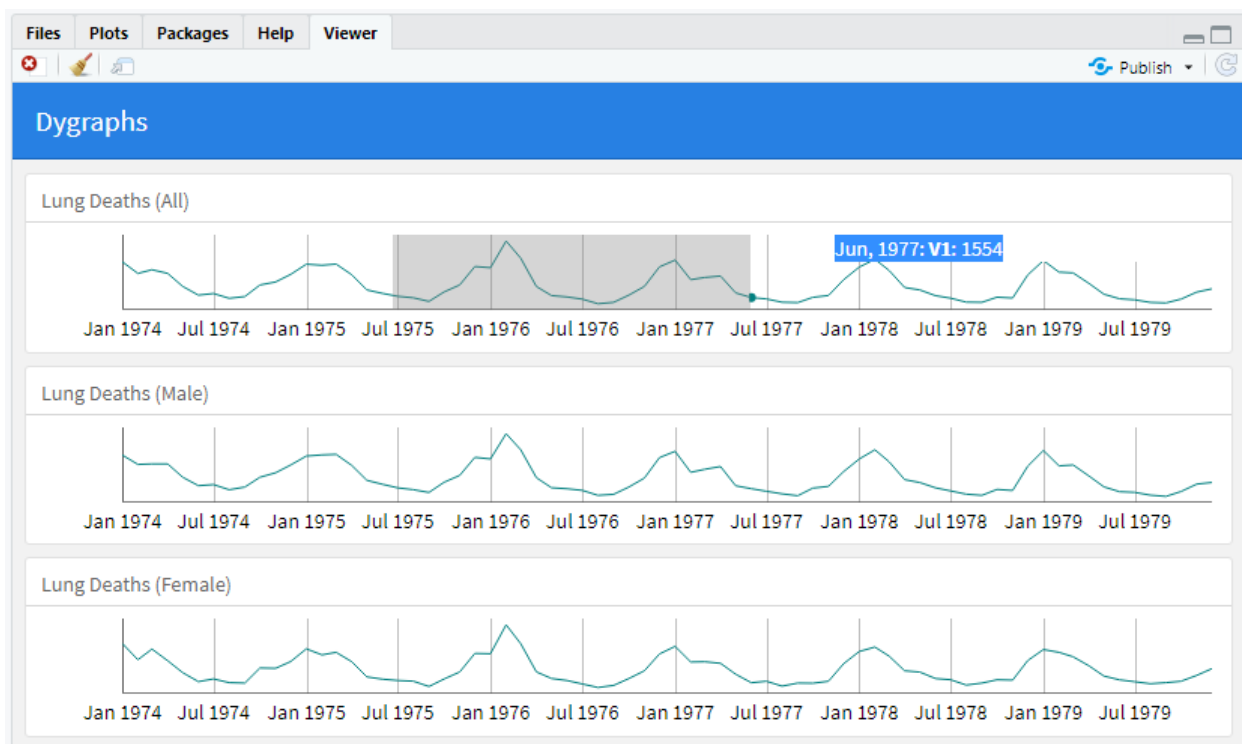 Files Plots Packages Help Viewer
Publish
Dygraphs
Lung Deaths (All)
Jun, 1977: V1: 1554
Jan 1974 Jul 1974 Jan 1975 Jul 1975 Jan 1976 Jul 1976 Jan 1977 Jul 1977 Jan 1978 Jul 1978 Jan 1979 Jul 1979
Lung Deaths (Male)
Jan 1974 Jul 1974 Jan 1975 Jul 1975 Jan 1976 Jul 1976 Jan 1977 Jul 1977 Jan 1978 Jul 1978 Jan 1979 Jul 1979
Lung Deaths (Female)
Jan 1974 Jul 1974 Jan 1975 Jul 1975 Jan 1976 Jul 1976 Jan 1977 Jul 1977 Jan 1978 Jul 1978 Jan 1979 Jul 1979